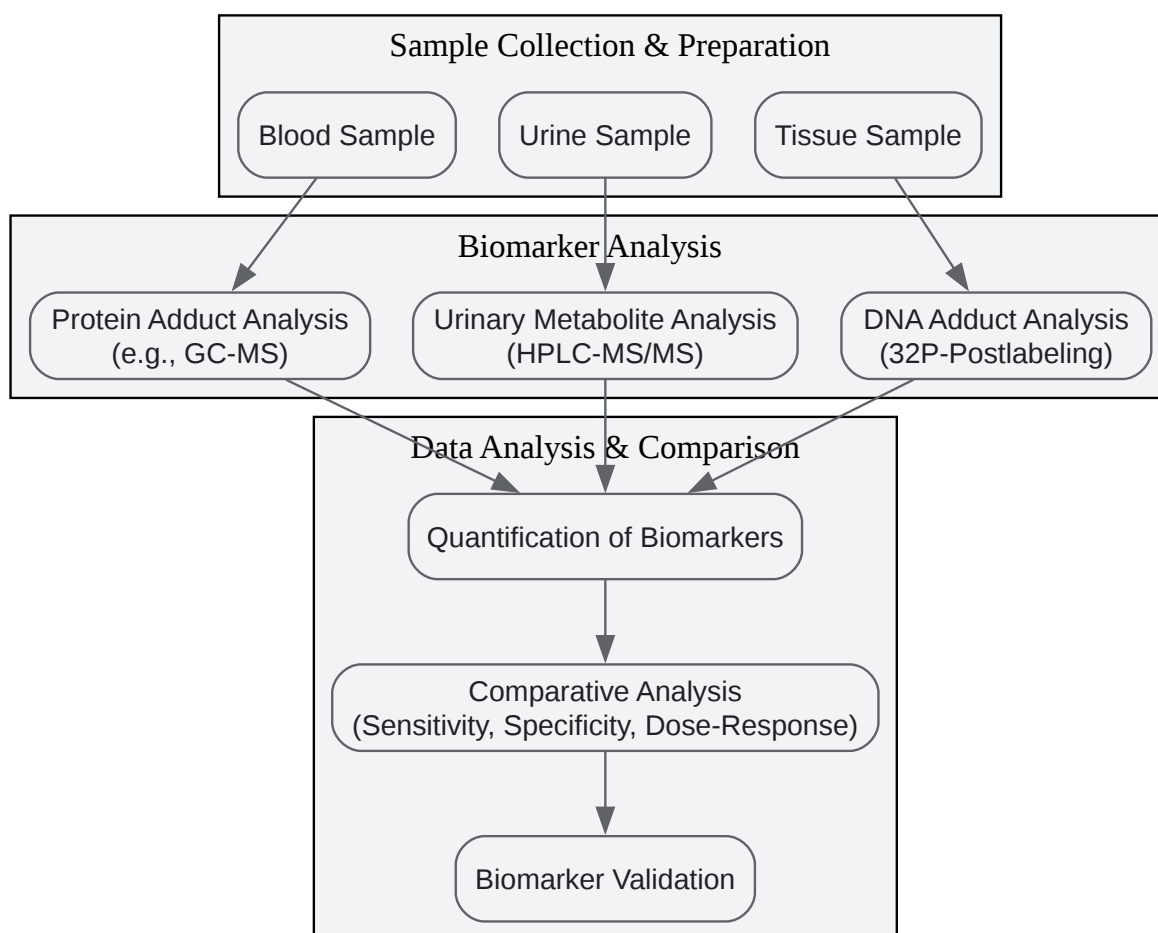 Sample Collection & Preparation
Blood Sample
Urine Sample
Tissue Sample
Biomarker Analysis
Protein Adduct Analysis
(e.g., GC-MS)
Urinary Metabolite Analysis
(HPLC-MS/MS)
DNA Adduct Analysis
(32P-Postlabeling)
Data Analysis & Comparison
Quantification of Biomarkers
Comparative Analysis
(Sensitivity, Specificity, Dose-Response)
Biomarker Validation